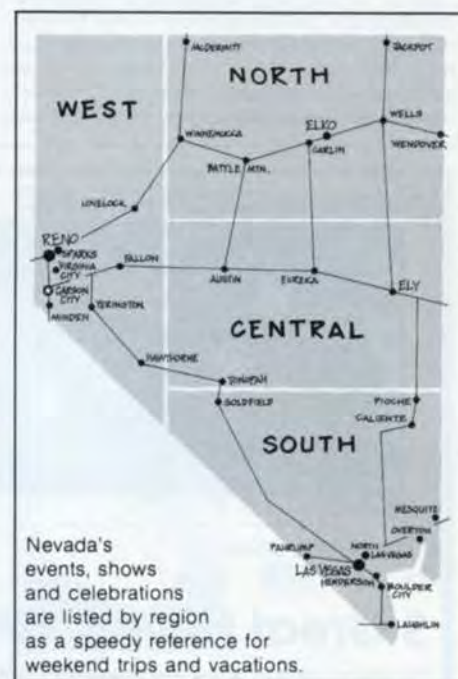 McDERMITT
JACKPOT
NORTH
WEST
WELLS
ELKO
WINNEMUKKA
CARLIN
WENDOVER
BATTLE MTN.
LOVELOCK
RENO
SPARKS
FALLON
VIRGINIA
CITY
AUSTIN
EUREKA
ELY
CARSON
CITY
YERINGTON
MINDEN
CENTRAL
HAWTHORNE
TONOPAH
GOLDFIELD
PIOCHE
CALIENTE
SOUTH
MESQUITE
OVERTON
PAHRUMP
NORTH
LAS VEGAS
LAS VEGAS
HENDERSON
BOULDER
CITY
LAUGHLIN
Nevada's
events, shows
and celebrations
are listed by region
as a speedy reference for
weekend trips and vacations.